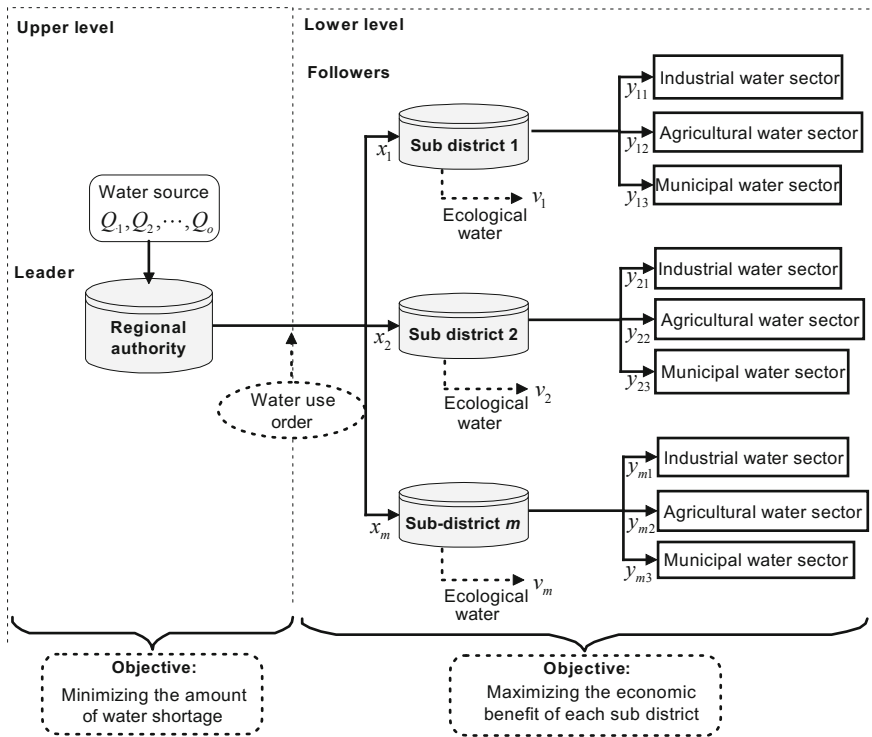 Upper level
Lower level
Followers
Leader
Water source
Q₁,Q₂,⋯,Qₒ
Regional
authority
Water use
order
x₁
Sub district 1
Ecological
water
v₁
y₁₁
Industrial water sector
y₁₂
Agricultural water sector
y₁₃
Municipal water sector
x₂
Sub district 2
Ecological
water
v₂
y₂₁
Industrial water sector
y₂₂
Agricultural water sector
y₂₃
Municipal water sector
xₘ
Sub-district m
Ecological
water
vₘ
yₘ₁
Industrial water sector
yₘ₂
Agricultural water sector
yₘ₃
Municipal water sector
Objective:
Minimizing the amount
of water shortage
Objective:
Maximizing the economic
benefit of each sub district